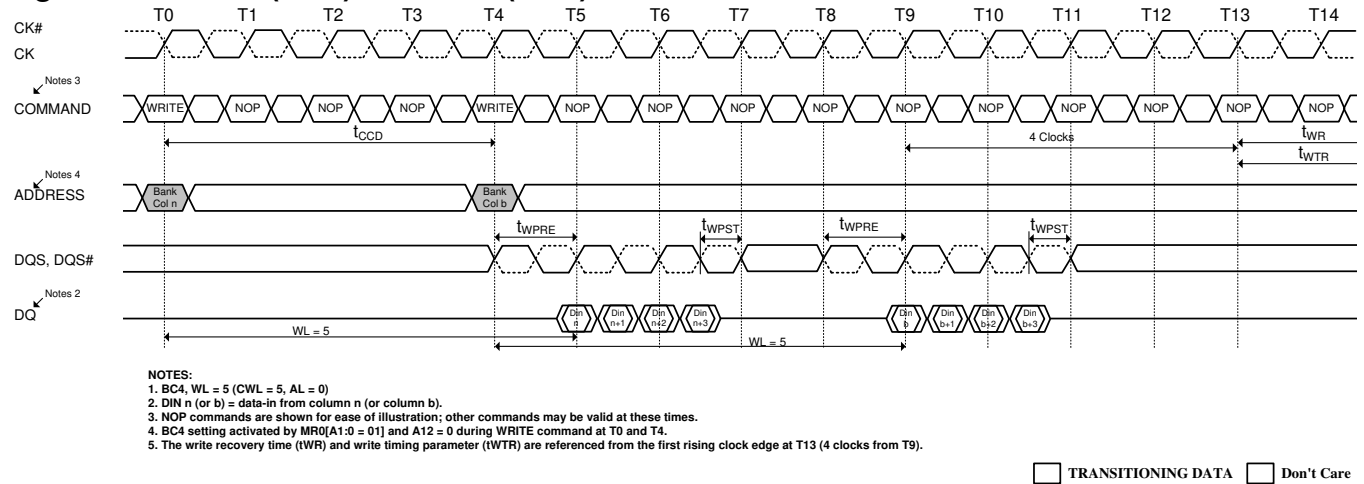 T0 T1 T2 T3 T4 T5 T6 T7 T8 T9 T10 T11 T12 T13 T14
CK#
CK
Notes 3
COMMAND WRITE NOP NOP NOP WRITE NOP NOP NOP NOP NOP NOP NOP NOP NOP NOP
tCCD 4 Clocks tWR
tWTR
Notes 4
ADDRESS Bank Col n Bank Col b
tWPRE tWPST tWPRE tWPST
DQS, DQS#
Notes 2
DQ Din n Din n+1 Din n+2 Din n+3 Din b Din b+1 Din b+2 Din b+3
WL = 5 WL = 5
NOTES:
1. BC4, WL = 5 (CWL = 5, AL = 0)
2. DIN n (or b) = data-in from column n (or column b).
3. NOP commands are shown for ease of illustration; other commands may be valid at these times.
4. BC4 setting activated by MR0[A1:0 = 01] and A12 = 0 during WRITE command at T0 and T4.
5. The write recovery time (tWR) and write timing parameter (tWTR) are referenced from the first rising clock edge at T13 (4 clocks from T9).
TRANSITIONING DATA Don't Care